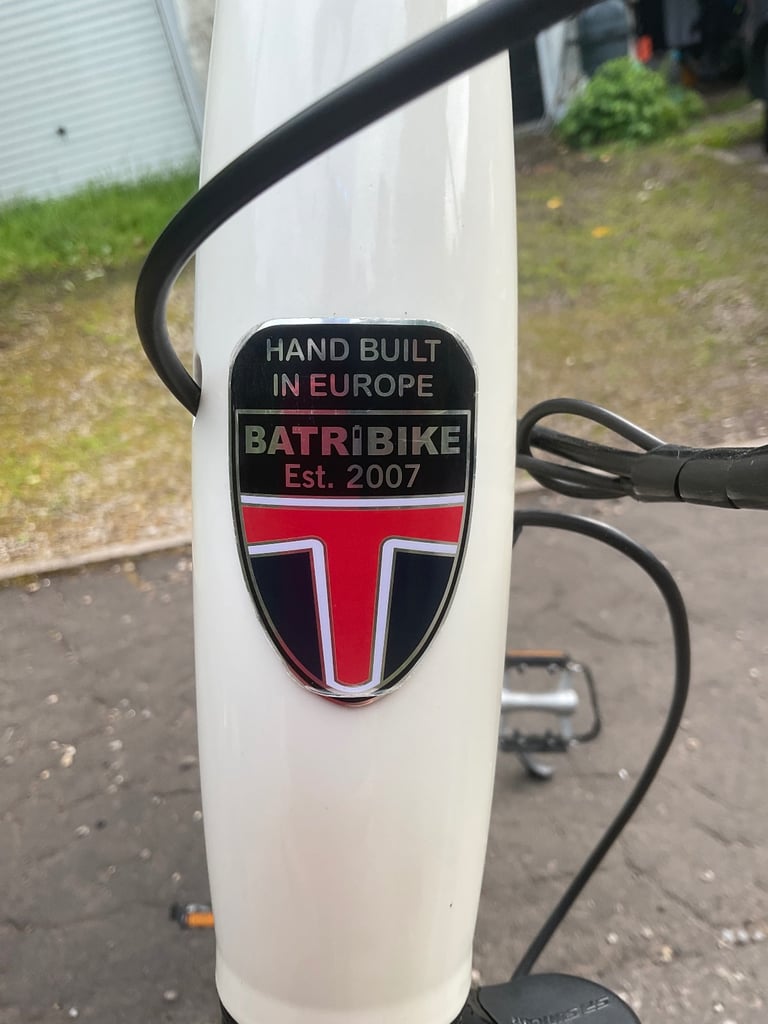 HAND BUILT
IN EUROPE
BATRIBIKE
Est. 2007